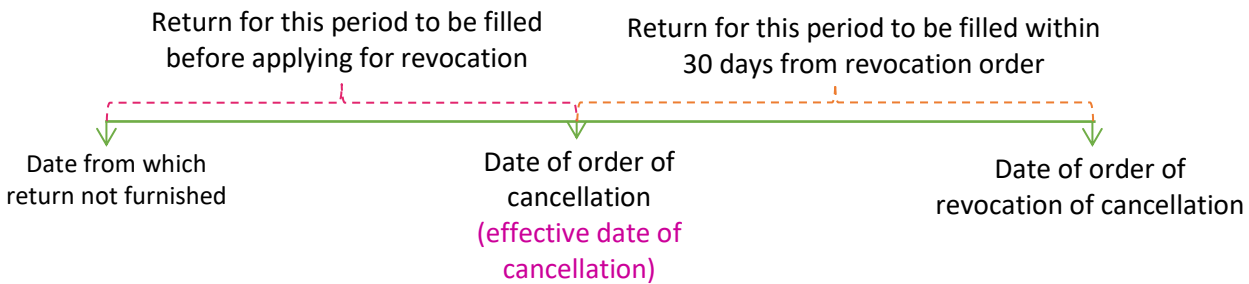 Return for this period to be filled
before applying for revocation
Return for this period to be filled within
30 days from revocation order
Date from which
return not furnished
Date of order of
cancellation
(effective date of
cancellation)
Date of order of
revocation of cancellation